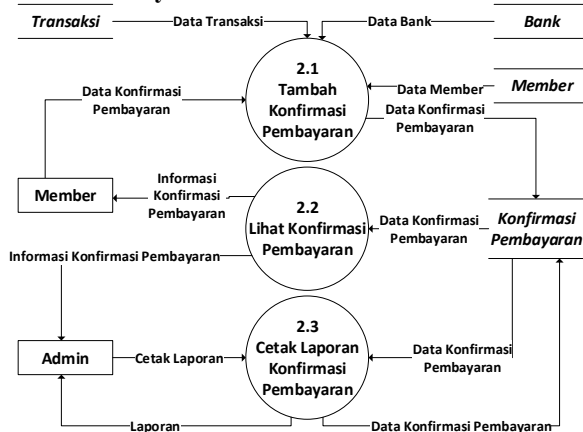 Transaksi
Data Transaksi
Data Bank
Bank
2.1
Tambah
Konfirmasi
Pembayaran
Data Member
Member
Data Konfirmasi
Pembayaran
Data Konfirmasi
Pembayaran
Member
Informasi
Konfirmasi
Pembayaran
2.2
Lihat Konfirmasi
Pembayaran
Data Konfirmasi
Pembayaran
Konfirmasi
Pembayaran
Informasi Konfirmasi Pembayaran
2.3
Cetak Laporan
Konfirmasi
Pembayaran
Admin
Cetak Laporan
Data Konfirmasi
Pembayaran
Laporan
Data Konfirmasi Pembayaran